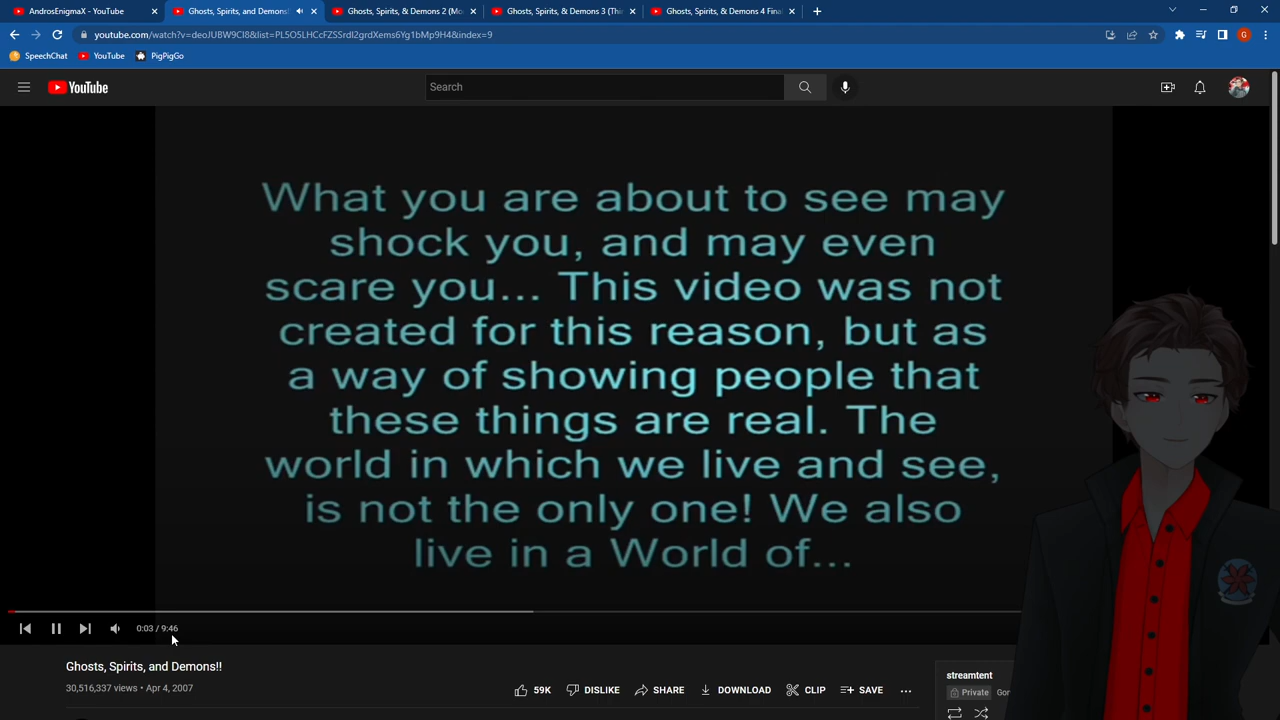 AndrosEnigmaX - YouTube
Ghosts, Spirits, and Demons!!
Ghosts, Spirits, & Demons 2 (Mo
Ghosts, Spirits, & Demons 3 (Thi
Ghosts, Spirits, & Demons 4 Final
youtube.com/watch?v=deoJUBW9CI8&list=PL5O5LHCcFZSSrdI2grdXems6Yg1bMp9H4&index=9
SpeechChat
YouTube
PigPigGo
YouTube
Search
What you are about to see may
shock you, and may even
scare you... This video was not
created for this reason, but as
a way of showing people that
these things are real. The
world in which we live and see,
is not the only one! We also
live in a World of...
0:03 / 9:46
Ghosts, Spirits, and Demons!!
30,516,337 views • Apr 4, 2007
59K
DISLIKE
SHARE
DOWNLOAD
CLIP
SAVE
streamtent
Private
Gor